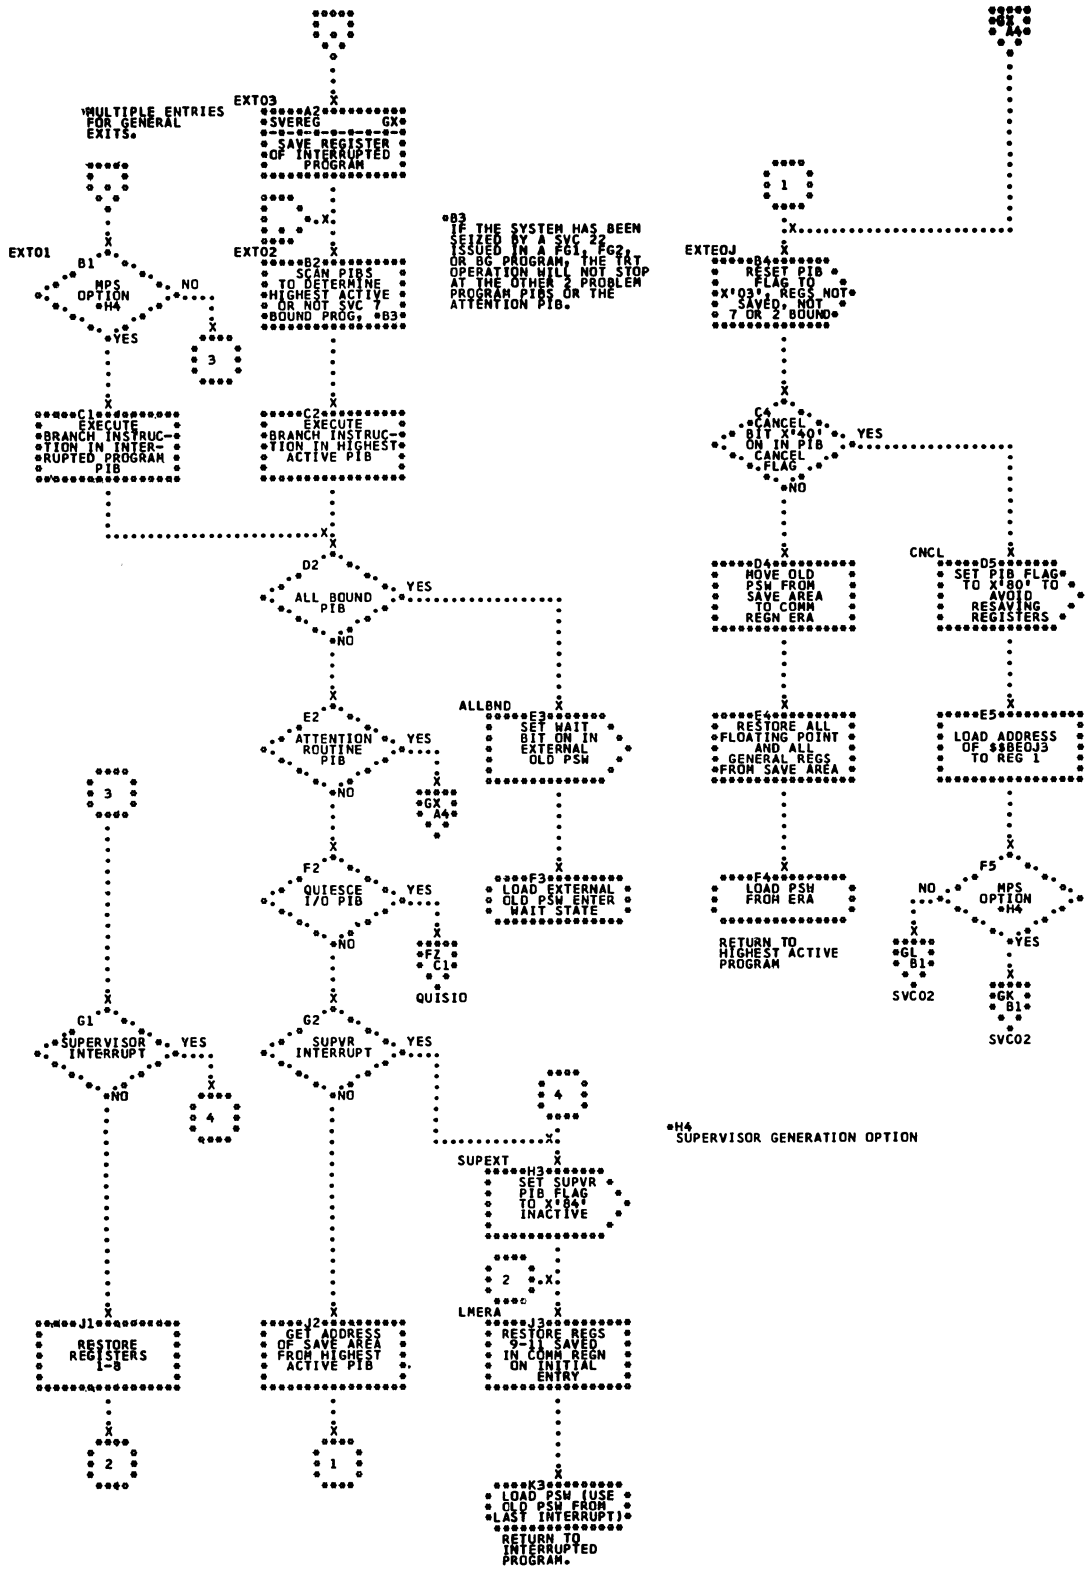 GX
A4
EXT03
MULTIPLE ENTRIES
FOR GENERAL
EXITS.
A2
SVEREG GX
SAVE REGISTER
OF INTERRUPTED
PROGRAM
1
EXT01
B1
MPS
OPTION
*H4
NO
YES
3
EXT02
B2
SCAN PIBS
TO DETERMINE
HIGHEST ACTIVE
OR NOT SVC 7
BOUND PROG, *B3
*B3
IF THE SYSTEM HAS BEEN
SEIZED BY A SVC 22
ISSUED IN A FG1, FG2,
OR BG PROGRAM, THE TRT
OPERATION WILL NOT STOP
AT THE OTHER 2 PROBLEM
PROGRAM PIBS OR THE
ATTENTION PIB.
EXTEOJ
B4
RESET PIB
FLAG TO
X'03', REGS NOT
SAVED, NOT
7 OR 2 BOUND
C1
EXECUTE
BRANCH INSTRUC-
TION IN INTER-
RUPTED PROGRAM
PIB
C2
EXECUTE
BRANCH INSTRUC-
TION IN HIGHEST
ACTIVE PIB
C4
CANCEL
BIT X'40'
ON IN PIB
CANCEL
FLAG
YES
NO
D2
ALL BOUND
PIB
YES
NO
D4
MOVE OLD
PSW FROM
SAVE AREA
TO COMM
REGN ERA
CNCL
D5
SET PIB FLAG
TO X'80' TO
AVOID
RESAVING
REGISTERS
E2
ATTENTION
ROUTINE
PIB
YES
NO
GX
A4
ALLBND
E3
SET WAIT
BIT ON IN
EXTERNAL
OLD PSW
E4
RESTORE ALL
FLOATING POINT
AND ALL
GENERAL REGS
FROM SAVE AREA
E5
LOAD ADDRESS
OF $$BEOJ3
TO REG 1
3
F2
QUIESCE
I/O PIB
YES
NO
FZ
C1
QUISIO
F3
LOAD EXTERNAL
OLD PSW ENTER
WAIT STATE
F4
LOAD PSW
FROM ERA
RETURN TO
HIGHEST ACTIVE
PROGRAM
F5
MPS
OPTION
*H4
NO
YES
GL
B1
SVC02
GK
B1
SVC02
G1
SUPERVISOR
INTERRUPT
YES
NO
4
G2
SUPVR
INTERRUPT
YES
NO
4
*H4
SUPERVISOR GENERATION OPTION
SUPEXT
H3
SET SUPVR
PIB FLAG
TO X'84'
INACTIVE
2
LMERA
J1
RESTORE
REGISTERS
1-8
J2
GET ADDRESS
OF SAVE AREA
FROM HIGHEST
ACTIVE PIB
J3
RESTORE REGS
9-11 SAVED
IN COMM REGN
ON INITIAL
ENTRY
2
1
K3
LOAD PSW (USE
OLD PSW FROM
LAST INTERRUPT)
RETURN TO
INTERRUPTED
PROGRAM.